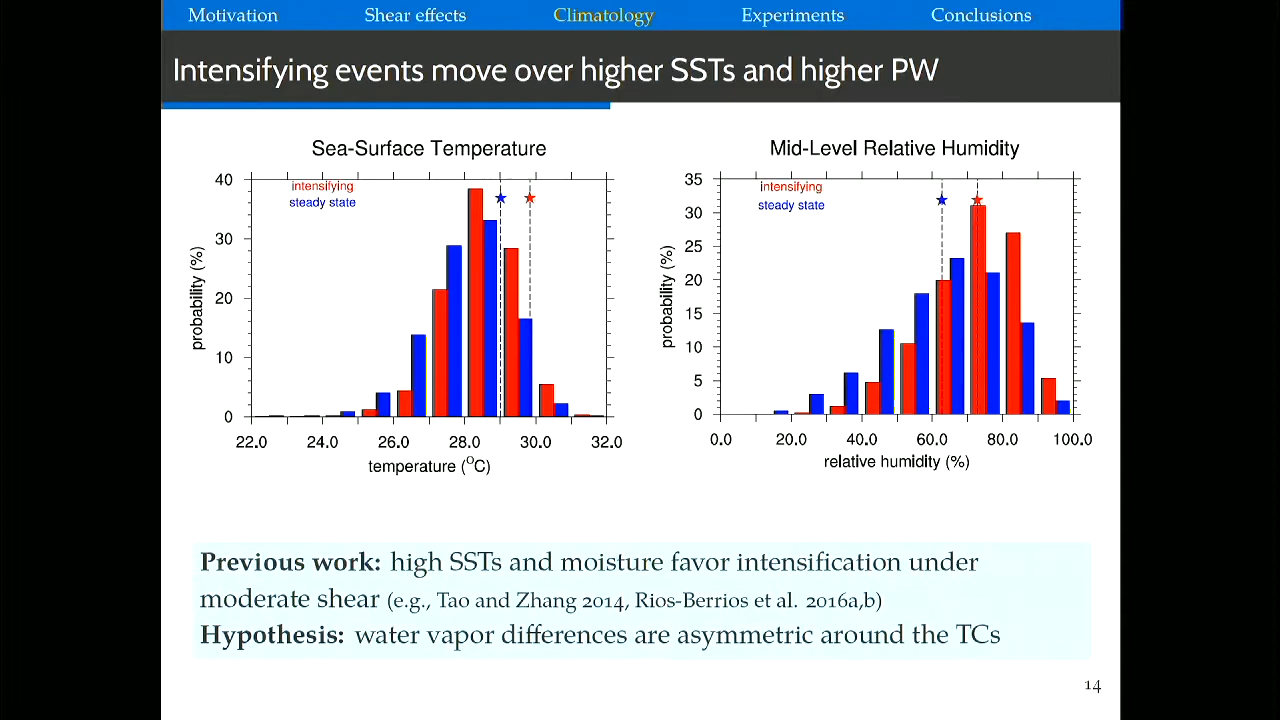 Motivation Shear effects Climatology Experiments Conclusions
Intensifying events move over higher SSTs and higher PW
Sea-Surface Temperature
intensifying
steady state
probability (%)
40
30
20
10
0
22.0 24.0 26.0 28.0 30.0 32.0
temperature (°C)
Mid-Level Relative Humidity
intensifying
steady state
probability (%)
35
30
25
20
15
10
5
0
0.0 20.0 40.0 60.0 80.0 100.0
relative humidity (%)
Previous work: high SSTs and moisture favor intensification under
moderate shear (e.g., Tao and Zhang 2014, Rios-Berrios et al. 2016a,b)
Hypothesis: water vapor differences are asymmetric around the TCs
14